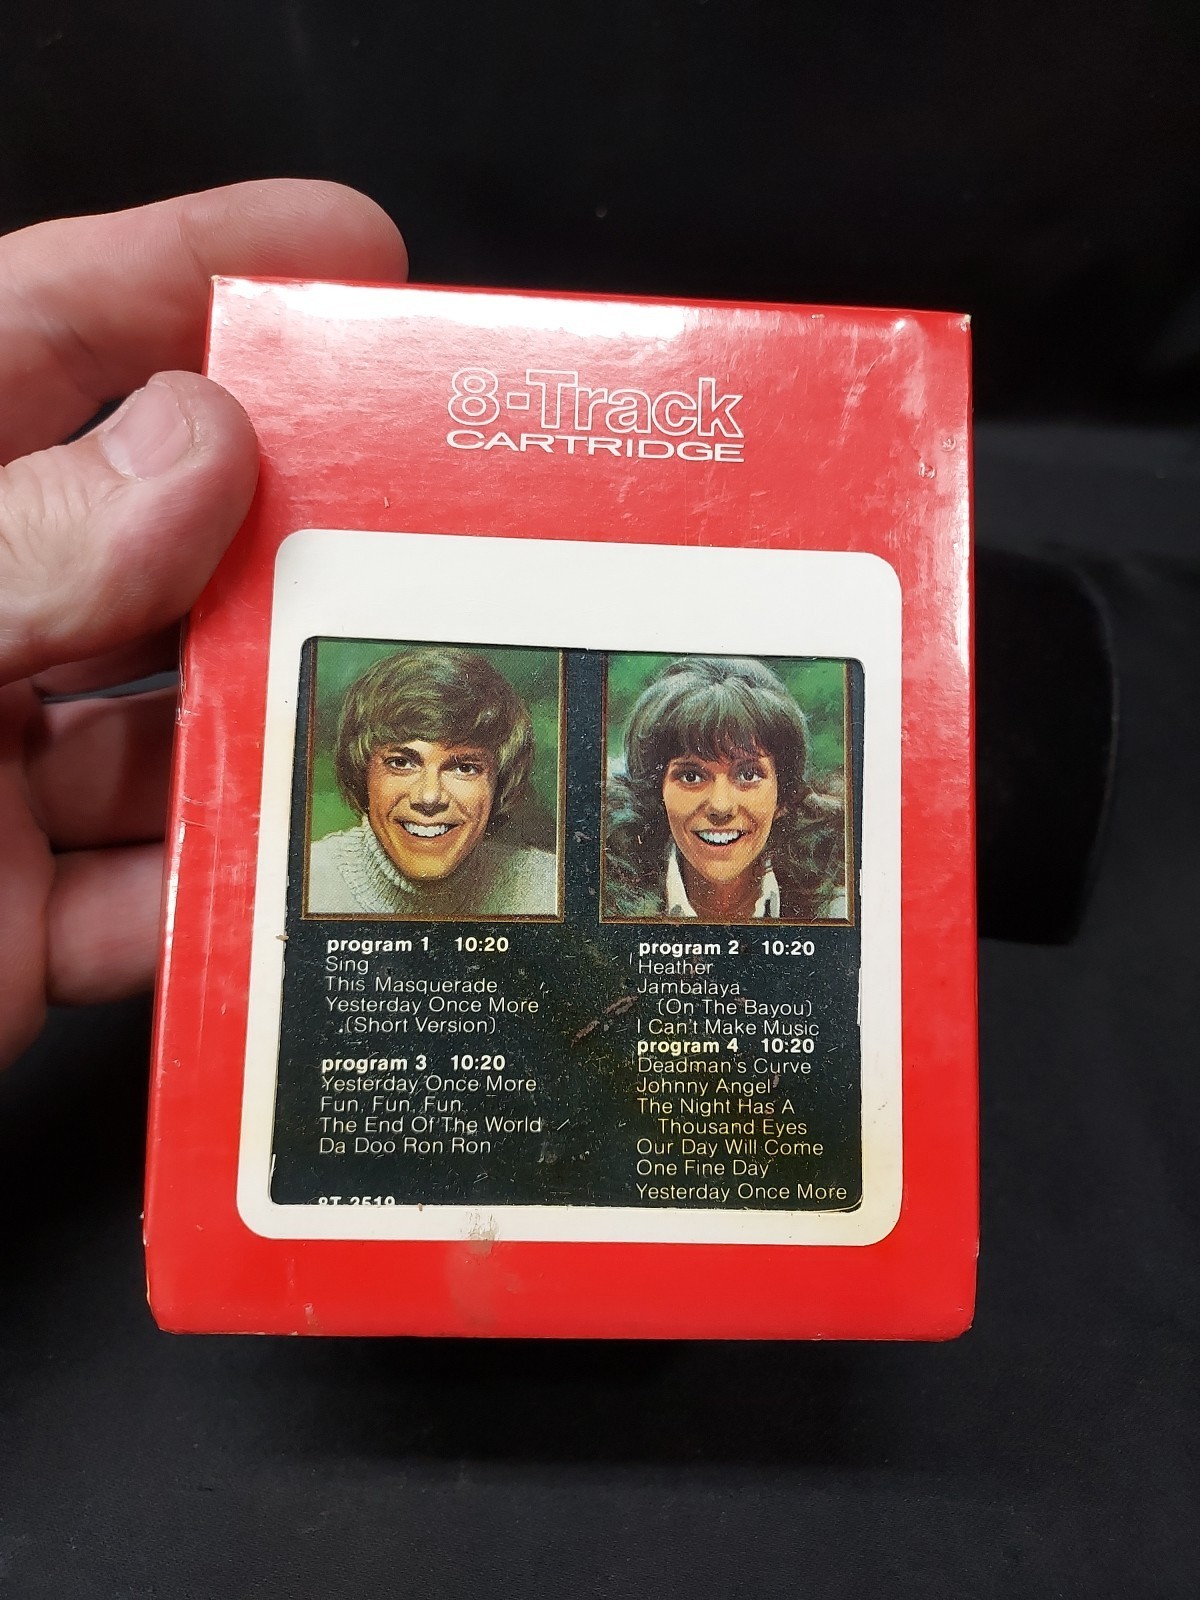 8-Track
CARTRIDGE
program 1 10:20
Sing
This Masquerade
Yesterday Once More
(Short Version)
program 2 10:20
Heather
Jambalaya
(On The Bayou)
I Can't Make Music
program 3 10:20
Yesterday Once More
Fun, Fun, Fun
The End Of The World
Da Doo Ron Ron
program 4 10:20
Deadman's Curve
Johnny Angel
The Night Has A
Thousand Eyes
Our Day Will Come
One Fine Day
Yesterday Once More
8T 3519